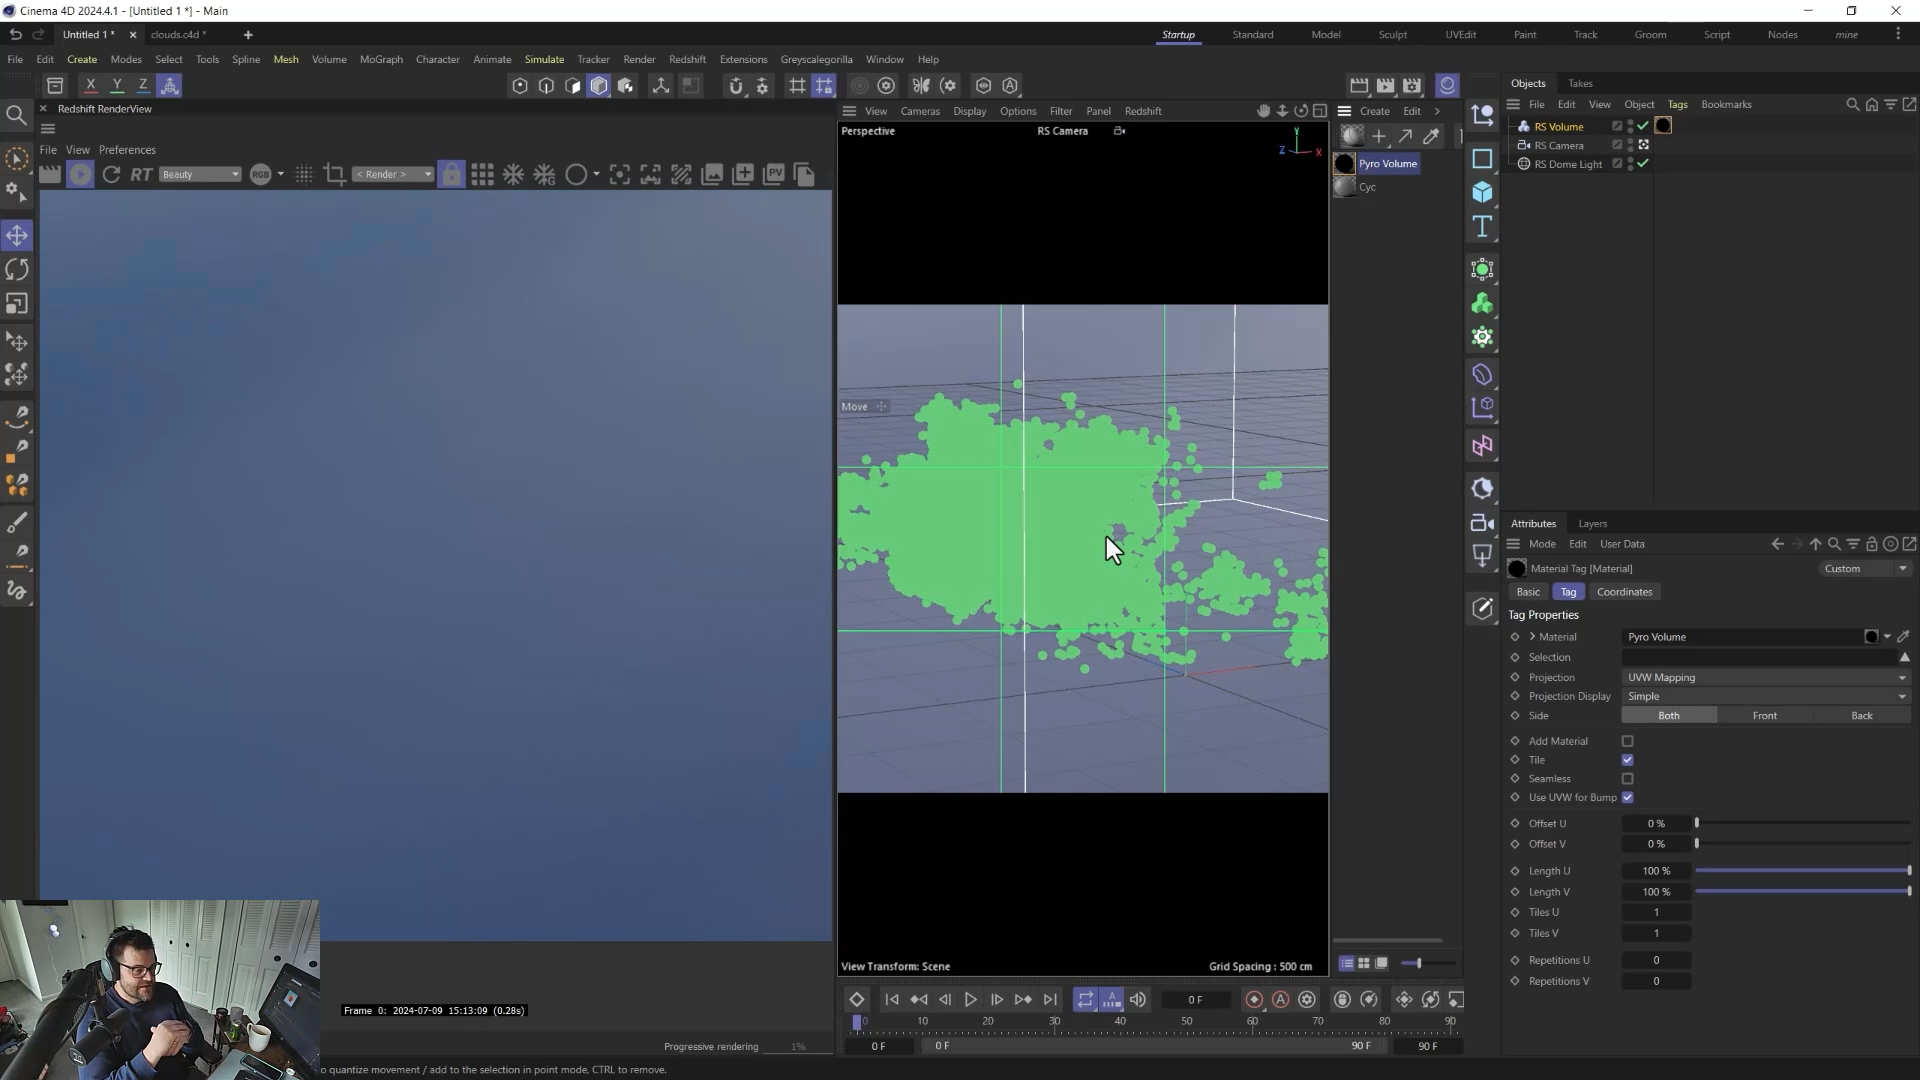 Cinema 4D 2024.4.1 - [Untitled 1 *] - Main
Untitled 1 *
clouds.c4d *
Startup
Standard
Model
Sculpt
UVEdit
Paint
Track
Groom
Script
Nodes
mine
File
Edit
Create
Modes
Select
Tools
Spline
Mesh
Volume
MoGraph
Character
Animate
Simulate
Tracker
Render
Redshift
Extensions
Greyscalegorilla
Window
Help
X
Y
Z
Redshift RenderView
File
View
Preferences
RT
Beauty
RGB
< Render >
PV
View
Cameras
Display
Options
Filter
Panel
Redshift
Perspective
RS Camera
Y
Z
X
Move
View Transform: Scene
Grid Spacing : 500 cm
Create
Edit
Pyro Volume
Cyc
Objects
Takes
File
Edit
View
Object
Tags
Bookmarks
RS Volume
RS Camera
RS Dome Light
Attributes
Layers
Mode
Edit
User Data
Material Tag [Material]
Custom
Basic
Tag
Coordinates
Tag Properties
Material
Pyro Volume
Selection
Projection
UVW Mapping
Projection Display
Simple
Side
Both
Front
Back
Add Material
Tile
Seamless
Use UVW for Bump
Offset U
0 %
Offset V
0 %
Length U
100 %
Length V
100 %
Tiles U
1
Tiles V
1
Repetitions U
0
Repetitions V
0
0 F
0
10
20
30
40
50
60
70
80
90
0 F
0 F
90 F
90 F
Frame 0: 2024-07-09 15:13:09 (0.28s)
Progressive rendering
1%
o quantize movement / add to the selection in point mode, CTRL to remove.